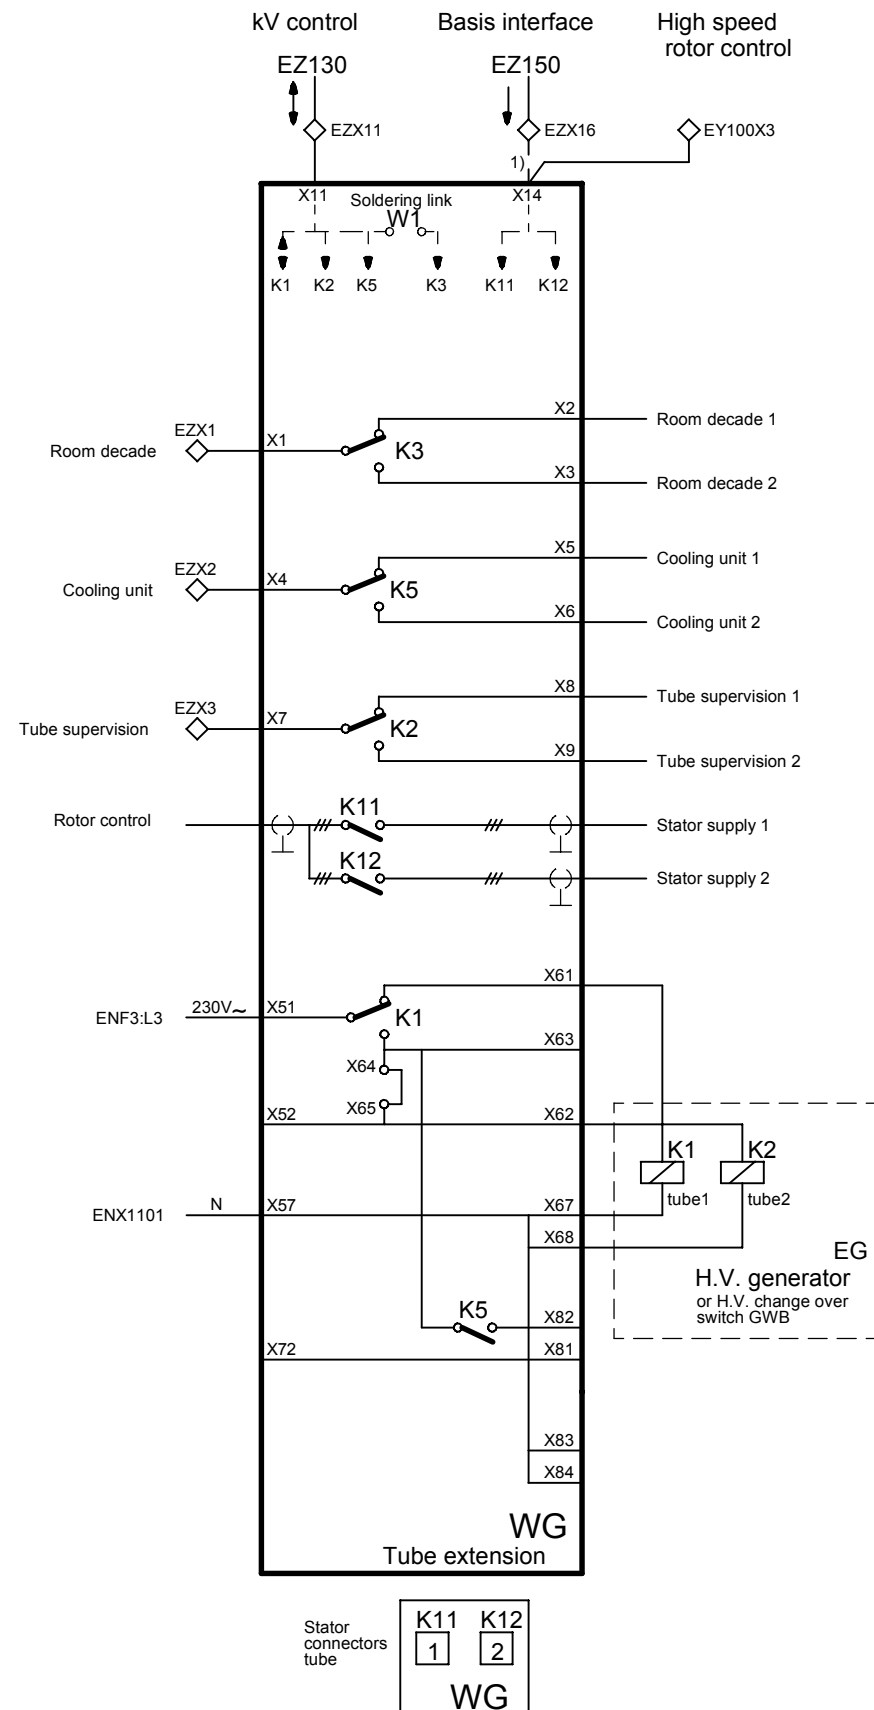 kV control
Basis interface
High speed
rotor control
EZ130
EZ150
EZX11
EZX16
EY100X3
1)
X11
X14
Soldering link
W1
K1 K2 K5 K3 K11 K12
X2
Room decade 1
EZX1
X1
Room decade
K3
X3
Room decade 2
X5
Cooling unit 1
EZX2
X4
Cooling unit
K5
X6
Cooling unit 2
X8
Tube supervision 1
EZX3
X7
Tube supervision
K2
X9
Tube supervision 2
K11
Rotor control
Stator supply 1
K12
Stator supply 2
X61
230V~
X51
ENF3:L3
K1
X63
X64
X65
X52
X62
K1
K2
tube1
tube2
N
X57
X67
ENX1101
X68
EG
H.V. generator
or H.V. change over
switch GWB
K5
X82
X72
X81
X83
X84
WG
Tube extension
Stator
connectors
tube
K11 K12
1 2
WG